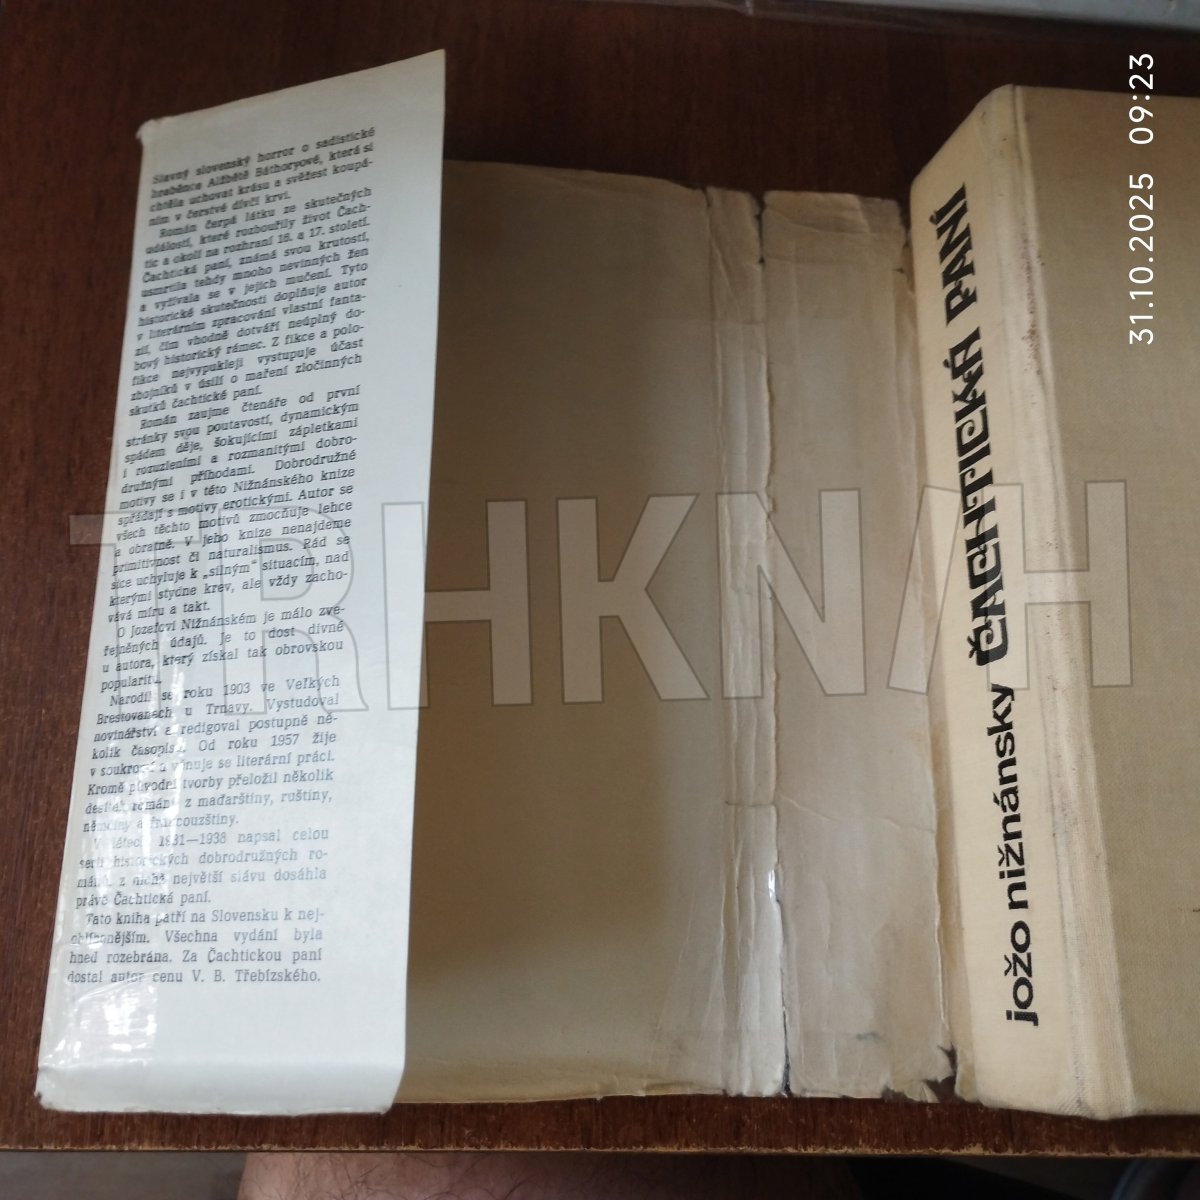 Slavný slovenský horror o sadistické
hraběnce Alžbětě Báthoryové, která si
chtěla uchovat krásu a svěžest koupá-
ním v čerstvé dívčí krvi.
Román čerpá látku ze skutečných
událostí, které rozbouřily život Čach-
tic a okolí na rozhraní 16. a 17. století.
Čachtická paní, známá svou krutostí,
usmrtila tehdy mnoho nevinných žen
a vyžívala se v jejich mučení. Tyto
historické skutečnosti doplňuje autor
v literárním zpracování vlastní fanta-
zií, čím vhodně dotváří neúplný do-
bový historický rámec. Z fikce a polo-
fikce nejvypukleji vystupuje účast
zbojníků v úsilí o maření zločinných
skutků čachtické paní.
Román zaujme čtenáře od první
stránky svou poutavostí, dynamickým
spádem děje, šokujícími zápletkami
i rozuzleními a rozmanitými dobro-
družnými příhodami. Dobrodružné
motivy se i v této Nižnánského knize
spřádají s motivy erotickými. Autor se
všech těchto motivů zmocňuje lehce
a obratně. V jeho knize nenajdeme
primitivnost či naturalismus. Rád se
sice uchyluje k „silným“ situacím, nad
kterými stydne krev, ale vždy zacho-
vává míru a takt.
O Jozefovi Nižnánském je málo zve-
řejněných údajů. Je to dost divné
u autora, který získal tak obrovskou
popularitu.
Narodil se roku 1903 ve Veľkých
Brestovanech u Trnavy. Vystudoval
novinářství a redigoval postupně ně-
kolik časopisů. Od roku 1957 žije
v soukromí a věnuje se literární práci.
Kromě původní tvorby přeložil několik
desítek románů z maďarštiny, ruštiny,
němčiny a francouzštiny.
V létech 1931—1938 napsal celou
serii historických dobrodružných ro-
mánů, z nichž největší slávu dosáhla
právě Čachtická paní.
Tato kniha patří na Slovensku k nej-
oblíbenějším. Všechna vydání byla
hned rozebrána. Za Čachtickou paní
dostal autor cenu V. B. Třebízského.
jožo nižnánsky ČACHTICKÁ PANÍ
31.10.2025 09:23
TRHKNIH